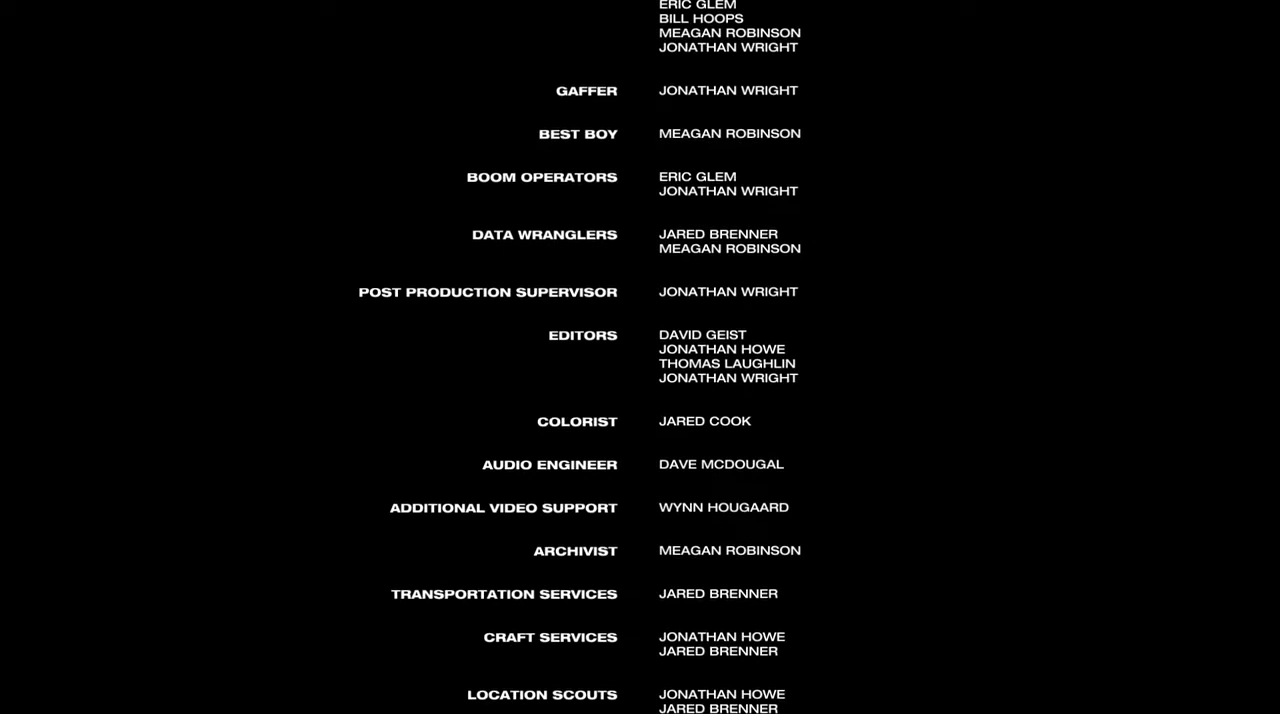 ERIC GLEM
BILL HOOPS
MEAGAN ROBINSON
JONATHAN WRIGHT
GAFFER JONATHAN WRIGHT
BEST BOY MEAGAN ROBINSON
BOOM OPERATORS ERIC GLEM
JONATHAN WRIGHT
DATA WRANGLERS JARED BRENNER
MEAGAN ROBINSON
POST PRODUCTION SUPERVISOR JONATHAN WRIGHT
EDITORS DAVID GEIST
JONATHAN HOWE
THOMAS LAUGHLIN
JONATHAN WRIGHT
COLORIST JARED COOK
AUDIO ENGINEER DAVE MCDOUGAL
ADDITIONAL VIDEO SUPPORT WYNN HOUGAARD
ARCHIVIST MEAGAN ROBINSON
TRANSPORTATION SERVICES JARED BRENNER
CRAFT SERVICES JONATHAN HOWE
JARED BRENNER
LOCATION SCOUTS JONATHAN HOWE
JARED BRENNER